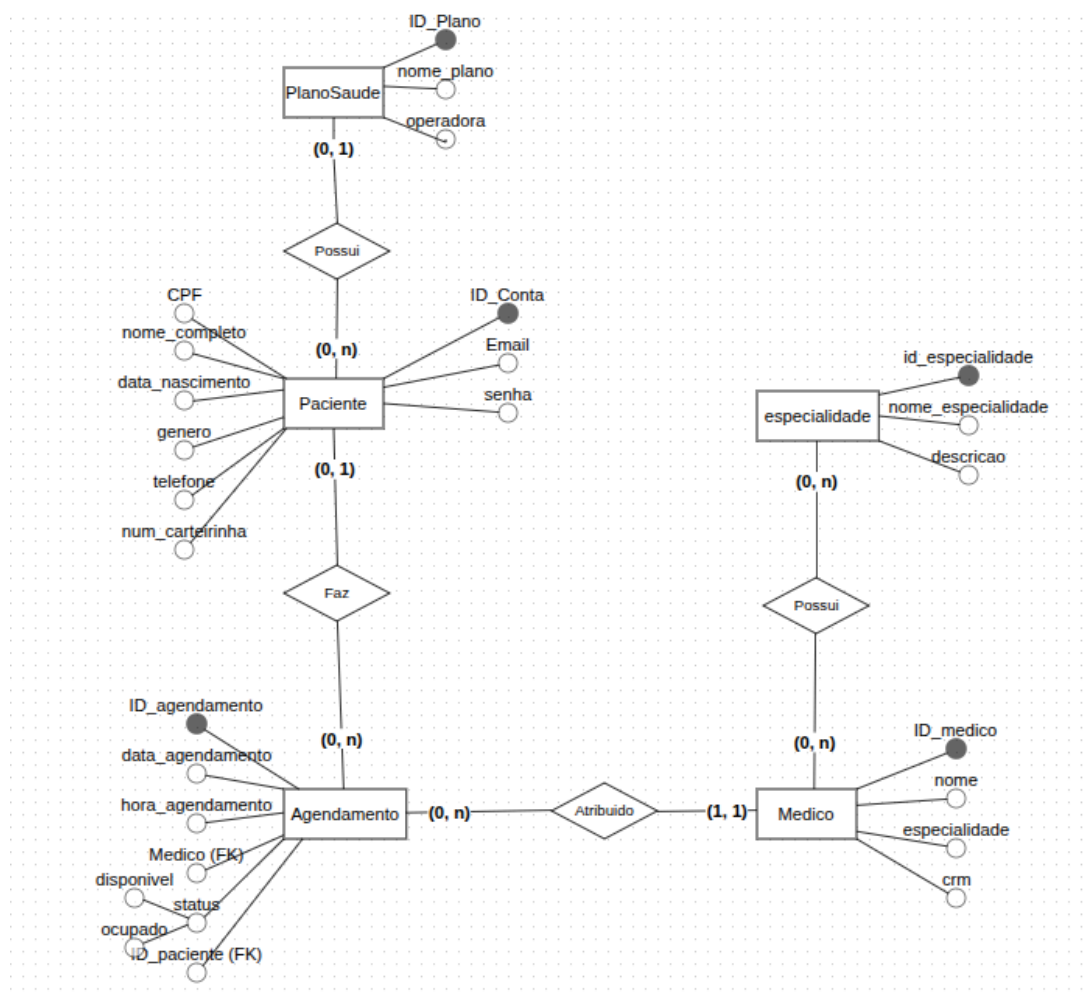 ID_Plano
nome_plano
PlanoSaude
operadora
(0, 1)
Possui
CPF
ID_Conta
nome_completo
Email
(0, n)
data_nascimento
senha
Paciente
genero
(0, 1)
telefone
num_carteirinha
Faz
id_especialidade
nome_especialidade
especialidade
descricao
(0, n)
Possui
(0, n)
ID_agendamento
(0, n)
data_agendamento
hora_agendamento
Agendamento
(0, n)
Atribuido
(1, 1)
Medico
ID_medico
nome
especialidade
crm
Medico (FK)
disponivel
status
ocupado
ID_paciente (FK)